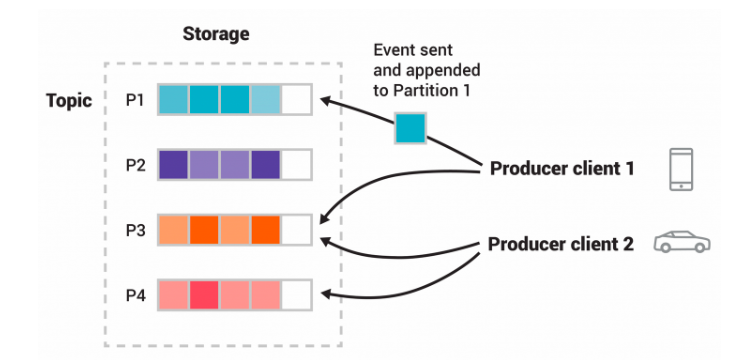 Storage
Event sent
and appended
to Partition 1
Topic
P1
P2
Producer client 1
P3
Producer client 2
P4